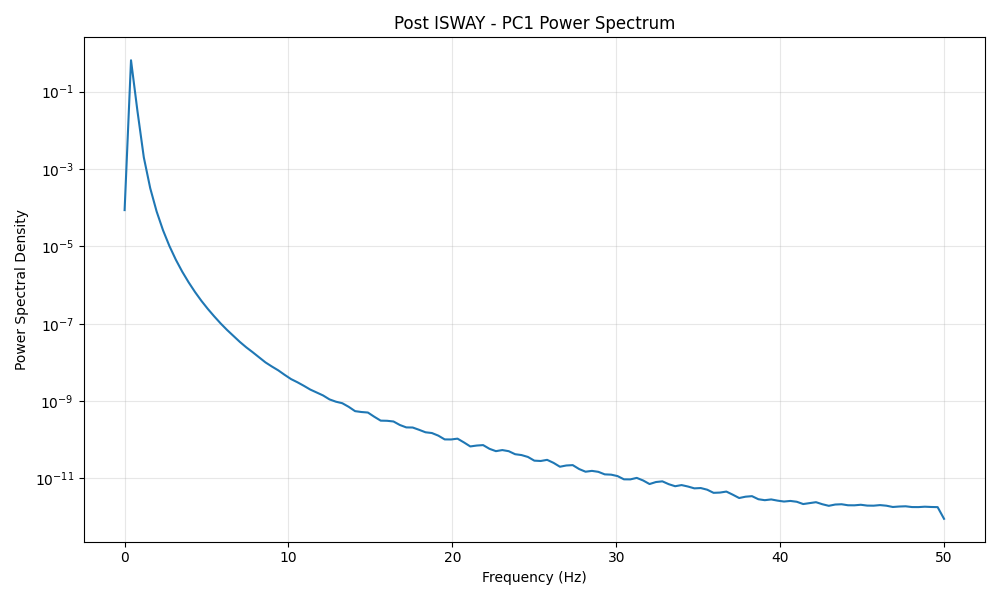 Post ISWAY - PC1 Power Spectrum
Power Spectral Density
10⁻¹
10⁻³
10⁻⁵
10⁻⁷
10⁻⁹
10⁻¹¹
0 10 20 30 40 50
Frequency (Hz)